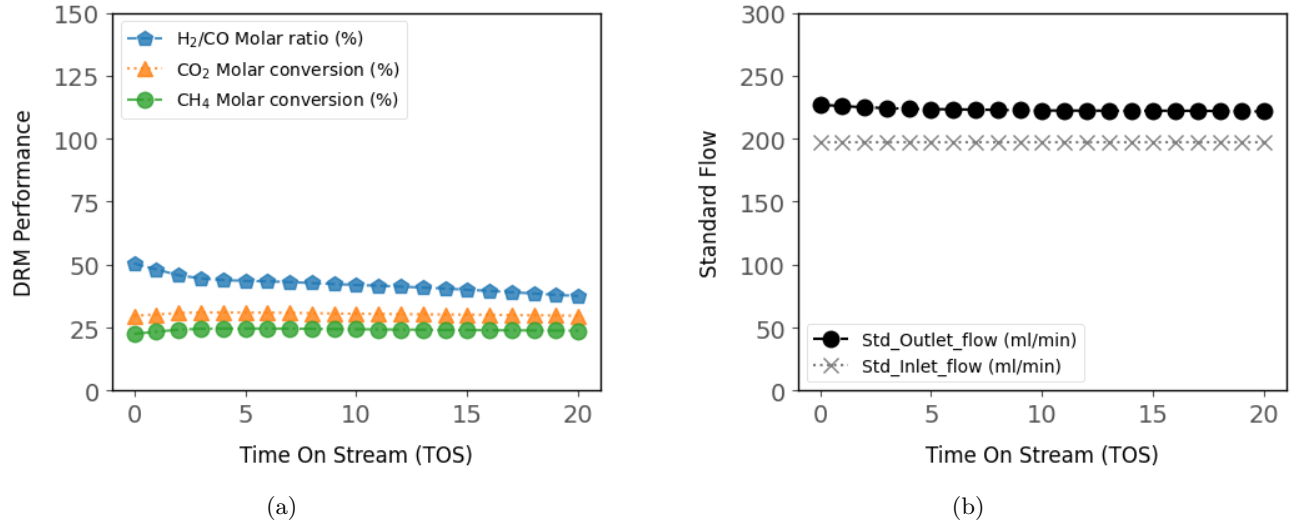 DRM Performance
150
125
100
75
50
25
0
H₂/CO Molar ratio (%)
CO₂ Molar conversion (%)
CH₄ Molar conversion (%)
0 5 10 15 20
Time On Stream (TOS)
(a)
Standard Flow
300
250
200
150
100
50
0
Std_Outlet_flow (ml/min)
Std_Inlet_flow (ml/min)
0 5 10 15 20
Time On Stream (TOS)
(b)